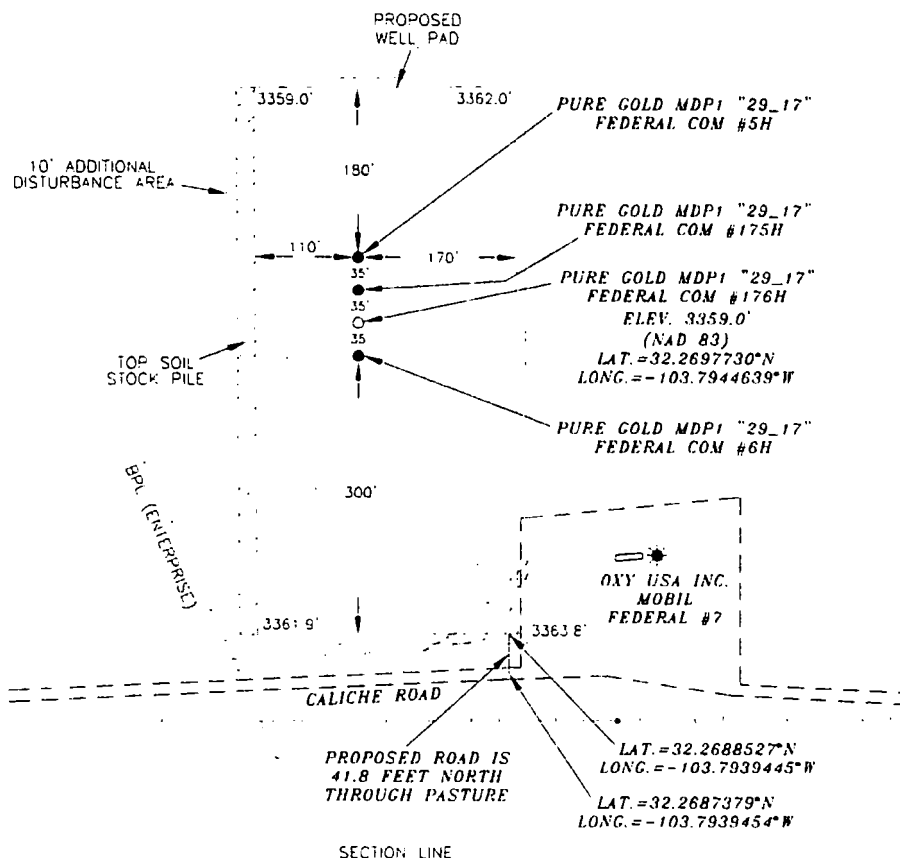 PROPOSED
WELL PAD
3359.0'
3362.0'
PURE GOLD MDP1 "29_17"
FEDERAL COM #5H
10' ADDITIONAL
DISTURBANCE AREA
180'
PURE GOLD MDP1 "29_17"
FEDERAL COM #175H
110'
170'
35'
35'
35
PURE GOLD MDP1 "29_17"
FEDERAL COM #176H
ELEV. 3359.0'
(NAD 83)
LAT.=32.2697730°N
LONG.=-103.7944639°W
TOP SOIL
STOCK PILE
PURE GOLD MDP1 "29_17"
FEDERAL COM #6H
BPL (ENTERPRISE)
300'
OXY USA INC.
MOBIL
FEDERAL #7
3361.9'
3363.8'
CALICHE ROAD
PROPOSED ROAD IS
41.8 FEET NORTH
THROUGH PASTURE
LAT.=32.2688527°N
LONG.=-103.7939445°W
LAT.=32.2687379°N
LONG.=-103.7939454°W
SECTION LINE